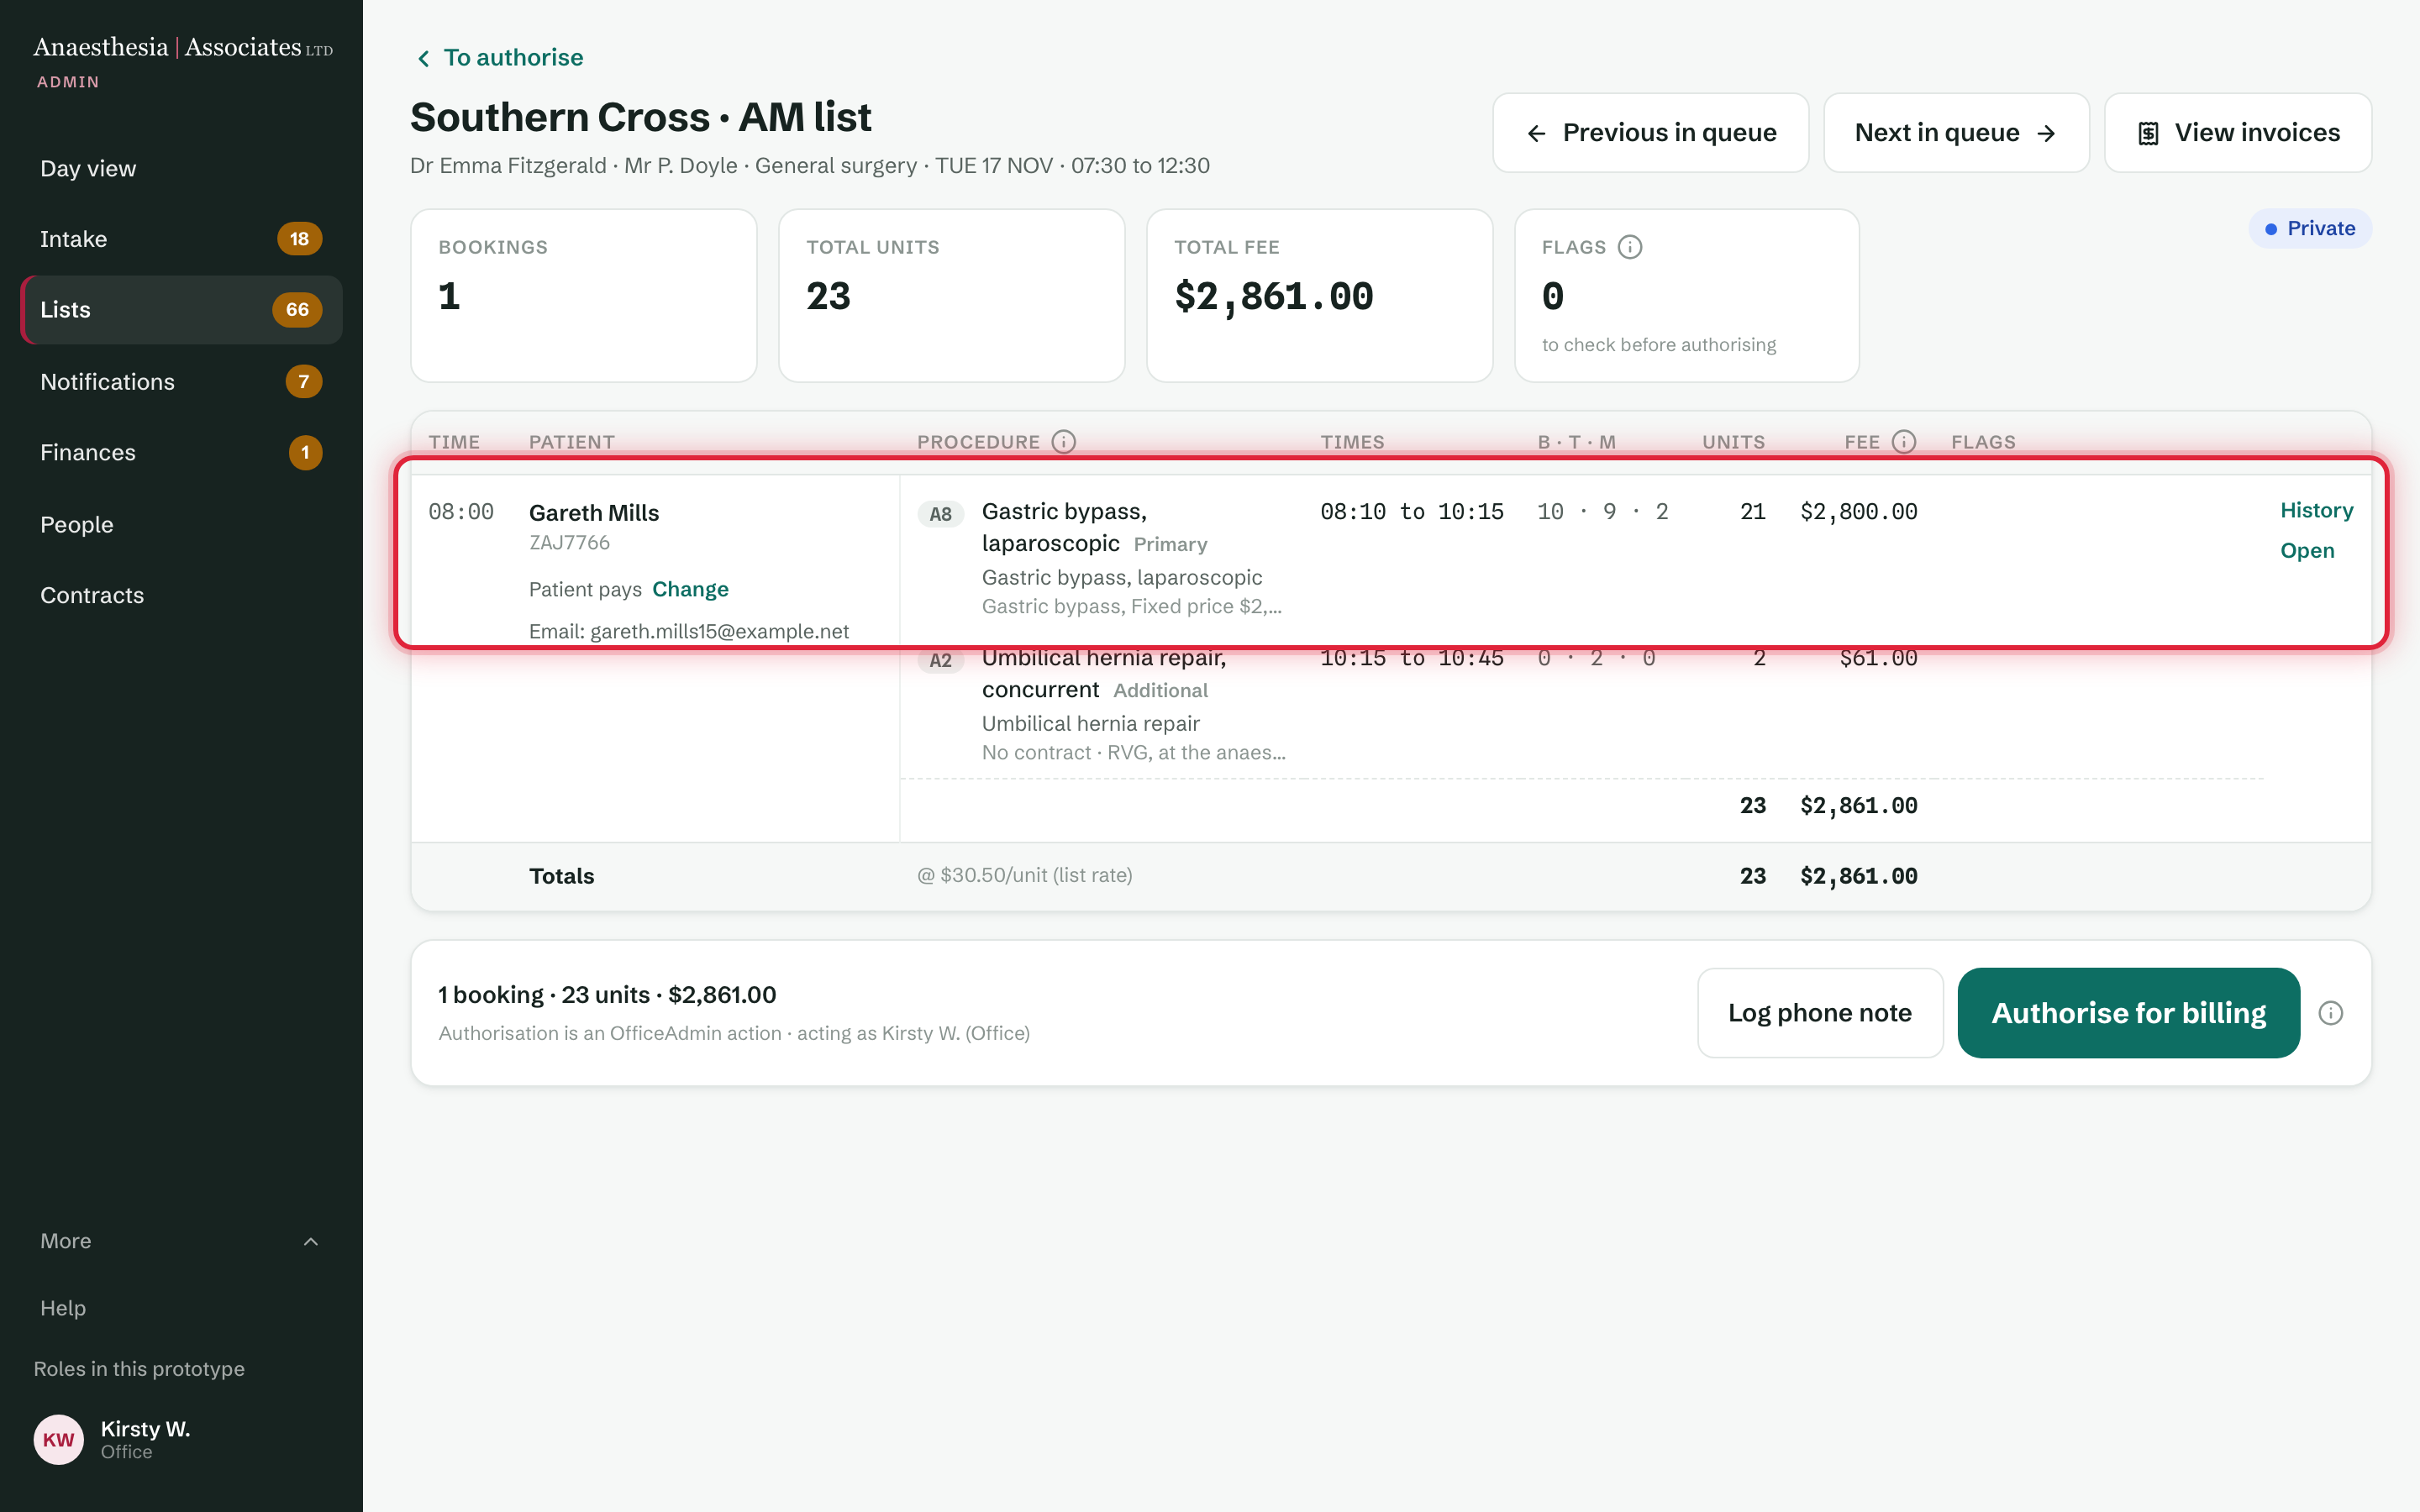 Anaesthesia | Associates LTD
ADMIN
Day view
Intake 18
Lists 66
Notifications 7
Finances 1
People
Contracts
More
Help
Roles in this prototype
KW Kirsty W.
Office
To authorise
Southern Cross · AM list
Dr Emma Fitzgerald · Mr P. Doyle · General surgery · TUE 17 NOV · 07:30 to 12:30
Previous in queue
Next in queue
View invoices
BOOKINGS
1
TOTAL UNITS
23
TOTAL FEE
$2,861.00
FLAGS
0
to check before authorising
Private
TIME PATIENT PROCEDURE TIMES B · T · M UNITS FEE FLAGS
08:00 Gareth Mills
ZAJ7766
Patient pays Change
Email: gareth.mills15@example.net
A8 Gastric bypass, 08:10 to 10:15 10 · 9 · 2 21 $2,800.00 History
laparoscopic Primary Open
Gastric bypass, laparoscopic
Gastric bypass, Fixed price $2,...
A2 Umbilical hernia repair, 10:15 to 10:45 0 · 2 · 0 2 $61.00
concurrent Additional
Umbilical hernia repair
No contract · RVG, at the anaes...
23 $2,861.00
Totals @ $30.50/unit (list rate) 23 $2,861.00
1 booking · 23 units · $2,861.00
Authorisation is an OfficeAdmin action · acting as Kirsty W. (Office)
Log phone note
Authorise for billing